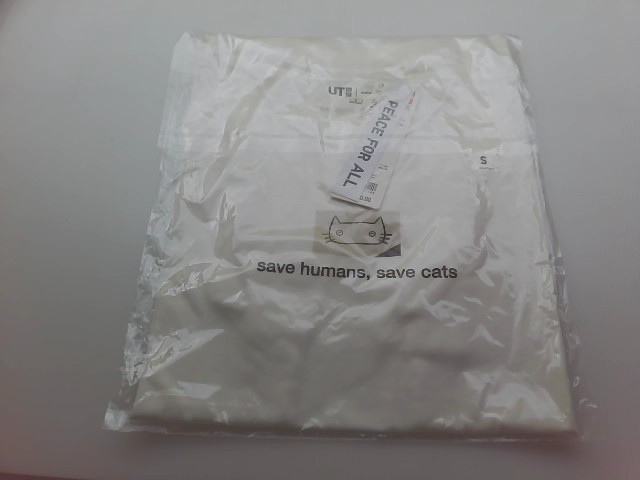 UT
PEACE FOR ALL
S
save humans, save cats